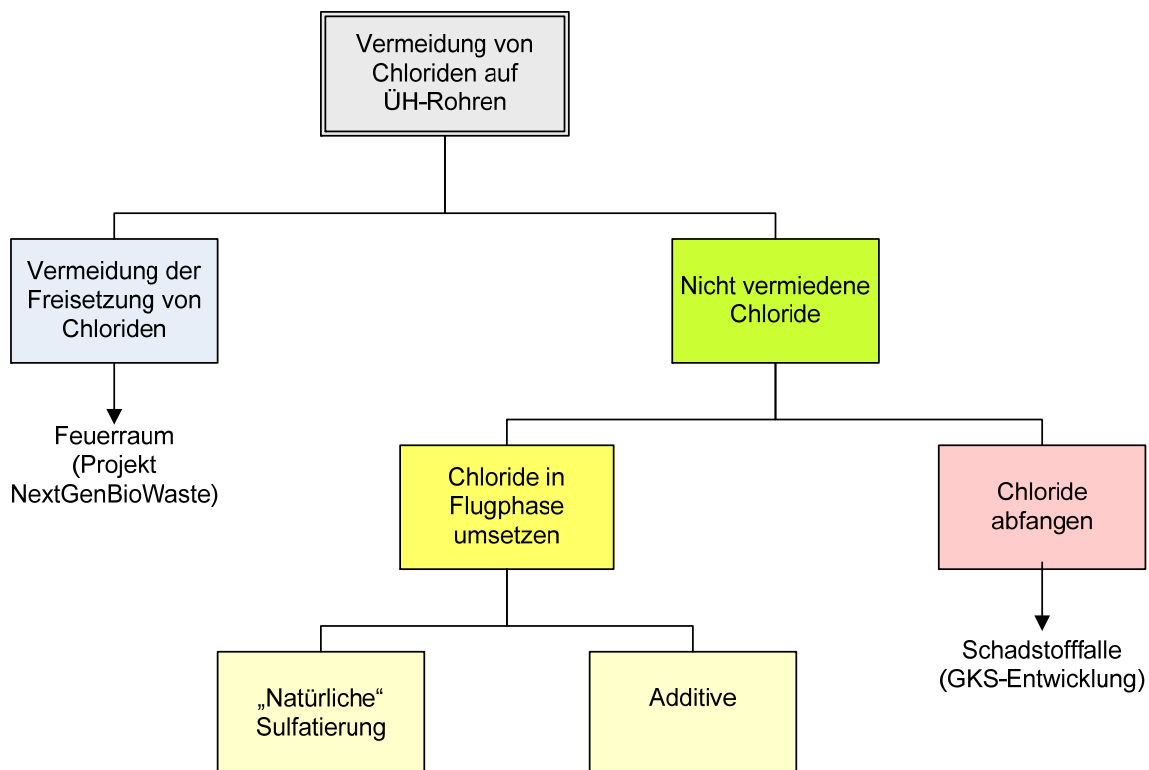 Vermeidung von
Chloriden auf
ÜH-Rohren
Vermeidung der
Freisetzung von
Chloriden
Nicht vermiedene
Chloride
Feuerraum
(Projekt
NextGenBioWaste)
Chloride in
Flugphase
umsetzen
Chloride
abfangen
Schadstofffalle
(GKS-Entwicklung)
„Natürliche“
Sulfatierung
Additive